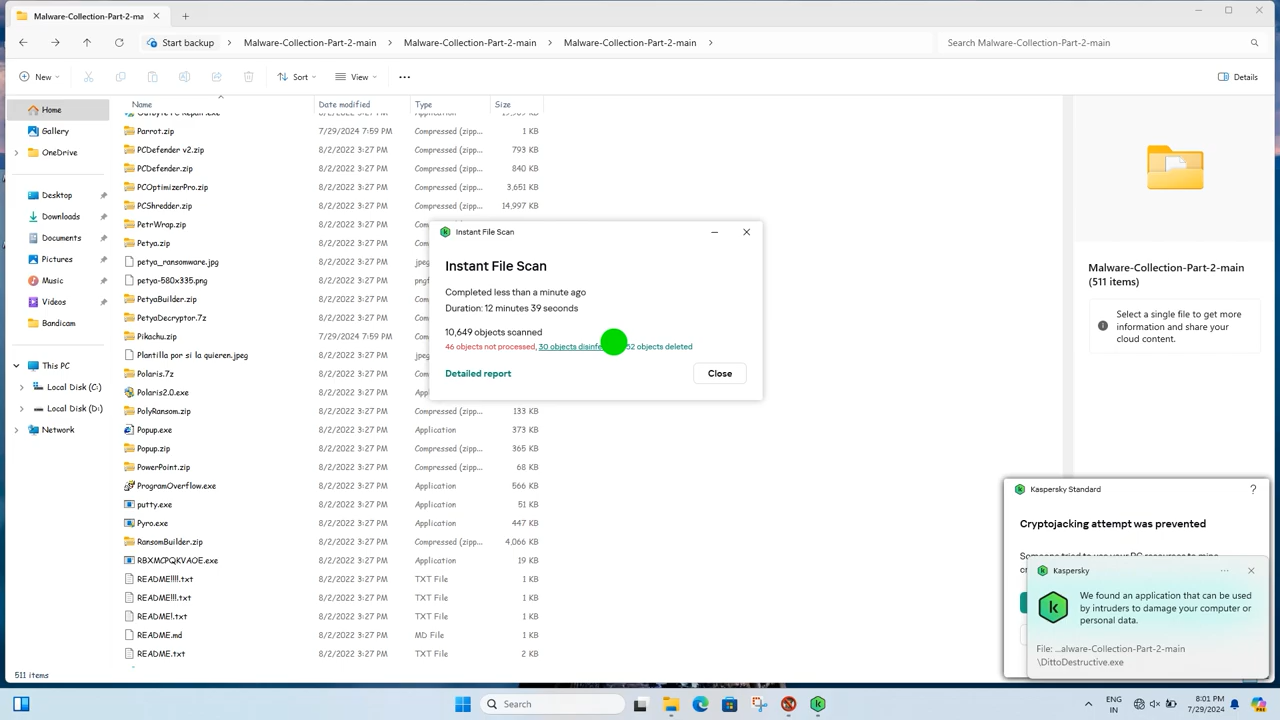 Malware-Collection-Part-2-ma
Start backup
Malware-Collection-Part-2-main
Malware-Collection-Part-2-main
Malware-Collection-Part-2-main
Search Malware-Collection-Part-2-main
New
Sort
View
Details
Name Date modified Type Size
Home
Gallery
OneDrive
Desktop
Downloads
Documents
Pictures
Music
Videos
Bandicam
This PC
Local Disk (C:)
Local Disk (D:)
Network
Parrot.zip 7/29/2024 7:59 PM Compressed (zipp... 1 KB
PCDefender v2.zip 8/2/2022 3:27 PM Compressed (zipp... 793 KB
PCDefender.zip 8/2/2022 3:27 PM Compressed (zipp... 840 KB
PCOptimizerPro.zip 8/2/2022 3:27 PM Compressed (zipp... 3,651 KB
PCShredder.zip 8/2/2022 3:27 PM Compressed (zipp... 14,997 KB
PetrWrap.zip 8/2/2022 3:27 PM
Petya.zip 8/2/2022 3:27 PM
petya_ransomware.jpg 8/2/2022 3:27 PM
petya-580x335.png 8/2/2022 3:27 PM
PetyaBuilder.zip 8/2/2022 3:27 PM
PetyaDecryptor.7z 8/2/2022 3:27 PM
Pikachu.zip 7/29/2024 7:59 PM
Plantilla por si la quieren.jpeg 8/2/2022 3:27 PM
Polaris.7z 8/2/2022 3:27 PM
Polaris2.0.exe 8/2/2022 3:27 PM
PolyRansom.zip 8/2/2022 3:27 PM Compressed (zipp... 133 KB
Popup.exe 8/2/2022 3:27 PM Application 373 KB
Popup.zip 8/2/2022 3:27 PM Compressed (zipp... 365 KB
PowerPoint.zip 8/2/2022 3:27 PM Compressed (zipp... 68 KB
ProgramOverflow.exe 8/2/2022 3:27 PM Application 566 KB
putty.exe 8/2/2022 3:27 PM Application 51 KB
Pyro.exe 8/2/2022 3:27 PM Application 447 KB
RansomBuilder.zip 8/2/2022 3:27 PM Compressed (zipp... 4,066 KB
RBXMCPQKVAOE.exe 8/2/2022 3:27 PM Application 19 KB
README!!!!.txt 8/2/2022 3:27 PM TXT File 1 KB
README!!!.txt 8/2/2022 3:27 PM TXT File 1 KB
README!.txt 8/2/2022 3:27 PM TXT File 1 KB
README.md 8/2/2022 3:27 PM MD File 1 KB
README.txt 8/2/2022 3:27 PM TXT File 2 KB
Instant File Scan
Instant File Scan
Completed less than a minute ago
Duration: 12 minutes 39 seconds
10,649 objects scanned
46 objects not processed, 30 objects 52 objects deleted
Detailed report
Close
Malware-Collection-Part-2-main
(511 items)
Select a single file to get more
information and share your
cloud content.
Kaspersky Standard
?
Cryptojacking attempt was prevented
Kaspersky
We found an application that can be used
by intruders to damage your computer or
personal data.
File: ...alware-Collection-Part-2-main
\DittoDestructive.exe
511 items
Search
ENG
IN
8:01 PM
7/29/2024